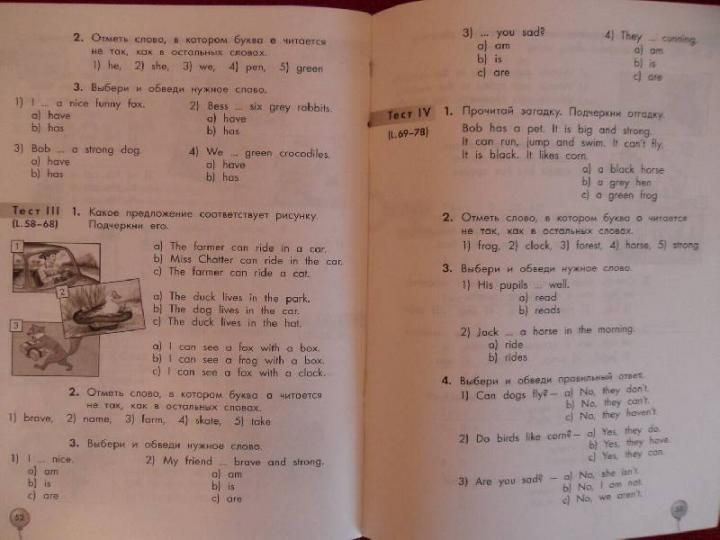 2. Отметь слово, в котором буква e читается
не так, как в остальных словах.
1) he, 2) she, 3) we, 4) pen, 5) green
3. Выбери и обведи нужное слово.
1) I ... a nice funny fox.
a) have
b) has
2) Bess ... six grey rabbits.
a) have
b) has
3) Bob ... a strong dog.
a) have
b) has
4) We ... green crocodiles.
a) have
b) has
Тест III
(L.58–68)
1. Какое предложение соответствует рисунку.
Подчеркни его.
1
a) The farmer can ride in a car.
b) Miss Chatter can ride in the car.
c) The farmer can ride a cat.
2
a) The duck lives in the park.
b) The dog lives in the car.
c) The duck lives in the hat.
3
a) I can see a fox with a box.
b) I can see a frog with a box.
c) I can see a fox with a clock.
2. Отметь слово, в котором буква a читается
не так, как в остальных словах.
1) brave, 2) name, 3) farm, 4) skate, 5) take
3. Выбери и обведи нужное слово.
1) I ... nice.
a) am
b) is
c) are
2) My friend ... brave and strong.
a) am
b) is
c) are
52
3) ... you sad?
a) am
b) is
c) are
4) They ... cunning.
a) am
b) is
c) are
Тест IV
(L.69–78)
1. Прочитай загадку. Подчеркни отгадку.
Bob has a pet. It is big and strong.
It can run, jump and swim. It can't fly.
It is black. It likes corn.
a) a black horse
b) a grey hen
c) a green frog
2. Отметь слово, в котором буква o читается
не так, как в остальных словах.
1) frog, 2) clock, 3) forest, 4) horse, 5) strong
3. Выбери и обведи нужное слово.
1) His pupils ... well.
a) read
b) reads
2) Jack ... a horse in the morning.
a) ride
b) rides
4. Выбери и обведи правильный ответ.
1) Can dogs fly? – a) No, they don't.
b) No, they can't.
c) No, they haven't.
2) Do birds like corn? – a) Yes, they do.
b) Yes, they have.
c) Yes, they can.
3) Are you sad? – a) No, she isn't.
b) No, I am not.
c) No, we aren't.